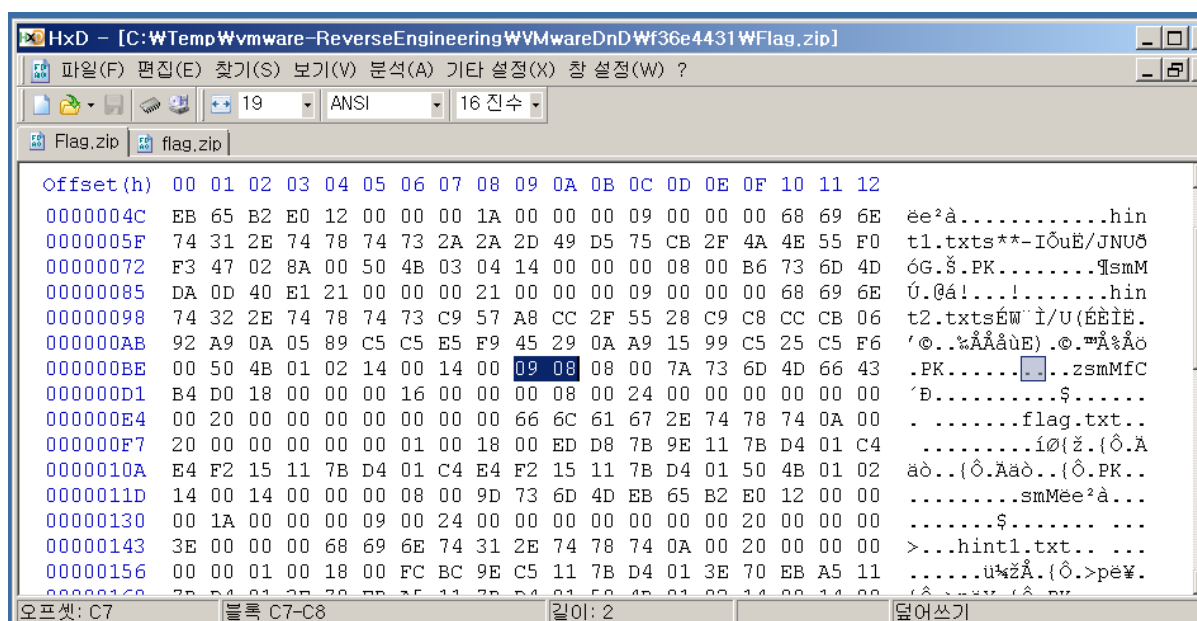 HxD - [C:₩Temp₩vmware-ReverseEngineering₩VMwareDnD₩f36e4431₩Flag.zip]
파일(F) 편집(E) 찾기(S) 보기(V) 분석(A) 기타 설정(X) 창 설정(W) ?
19 ANSI 16 진수
Flag.zip flag.zip
Offset(h) 00 01 02 03 04 05 06 07 08 09 0A 0B 0C 0D 0E 0F 10 11 12
0000004C EB 65 B2 E0 12 00 00 00 1A 00 00 00 09 00 00 00 68 69 6E ëe²à............hin
0000005F 74 31 2E 74 78 74 73 2A 2A 2D 49 D5 75 CB 2F 4A 4E 55 F0 t1.txts**-IÕuË/JNUð
00000072 F3 47 02 8A 00 50 4B 03 04 14 00 00 00 08 00 B6 73 6D 4D óG.Š.PK........¶smM
00000085 DA 0D 40 E1 21 00 00 00 21 00 00 00 09 00 00 00 68 69 6E Ú.@á!...!.......hin
00000098 74 32 2E 74 78 74 73 C9 57 A8 CC 2F 55 28 C9 C8 CC CB 06 t2.txtsÉW¨Ì/U(ÉÈÌË.
000000AB 92 A9 0A 05 89 C5 C5 E5 F9 45 29 0A A9 15 99 C5 25 C5 F6 '©..‰ÅÅåùE).©.™Å%Åö
000000BE 00 50 4B 01 02 14 00 14 00 09 08 08 00 7A 73 6D 4D 66 43 .PK..........zsmMfC
000000D1 B4 D0 18 00 00 00 16 00 00 00 08 00 24 00 00 00 00 00 00 ´Ð..........$......
000000E4 00 20 00 00 00 00 00 00 00 66 6C 61 67 2E 74 78 74 0A 00 . .......flag.txt..
000000F7 20 00 00 00 00 00 01 00 18 00 ED D8 7B 9E 11 7B D4 01 C4  .........íØ{ž.{Ô.Ä
0000010A E4 F2 15 11 7B D4 01 C4 E4 F2 15 11 7B D4 01 50 4B 01 02 äò..{Ô.Ääò..{Ô.PK..
0000011D 14 00 14 00 00 00 08 00 9D 73 6D 4D EB 65 B2 E0 12 00 00 .........smMëe²à...
00000130 00 1A 00 00 00 09 00 24 00 00 00 00 00 00 00 20 00 00 00 .......$....... ...
00000143 3E 00 00 00 68 69 6E 74 31 2E 74 78 74 0A 00 20 00 00 00 >...hint1.txt.. ...
00000156 00 00 01 00 18 00 FC BC 9E C5 11 7B D4 01 3E 70 EB A5 11 ......ü¼žÅ.{Ô.>pë¥.
오프셋: C7 블록 C7-C8 길이: 2 덮어쓰기